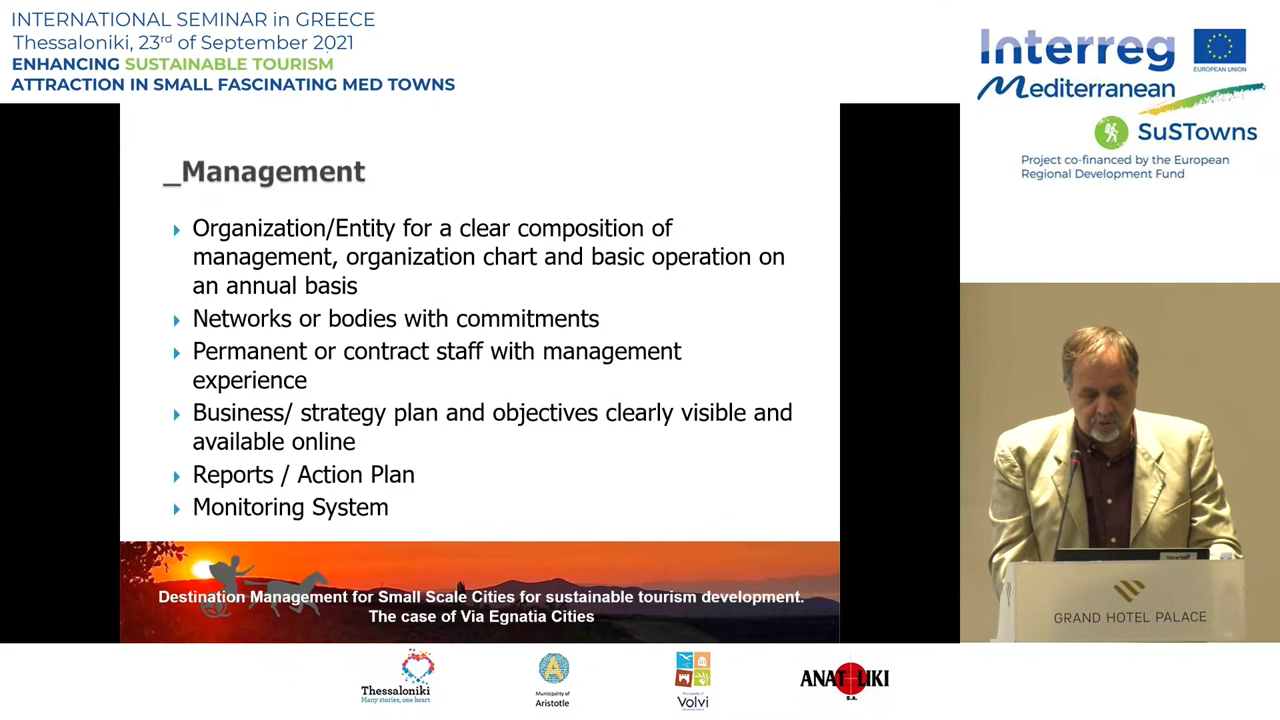 INTERNATIONAL SEMINAR in GREECE
Thessaloniki, 23rd of September 2021
ENHANCING SUSTAINABLE TOURISM
ATTRACTION IN SMALL FASCINATING MED TOWNS
Interreg
EUROPEAN UNION
Mediterranean
SuSTowns
Project co-financed by the European
Regional Development Fund
_Management
Organization/Entity for a clear composition of
management, organization chart and basic operation on
an annual basis
Networks or bodies with commitments
Permanent or contract staff with management
experience
Business/ strategy plan and objectives clearly visible and
available online
Reports / Action Plan
Monitoring System
Destination Management for Small Scale Cities for sustainable tourism development.
The case of Via Egnatia Cities
GRAND HOTEL PALACE
Thessaloniki
Many stories, one heart
Municipality of
Aristotle
Municipality of
Volvi
ANATOLIKI
S.A.